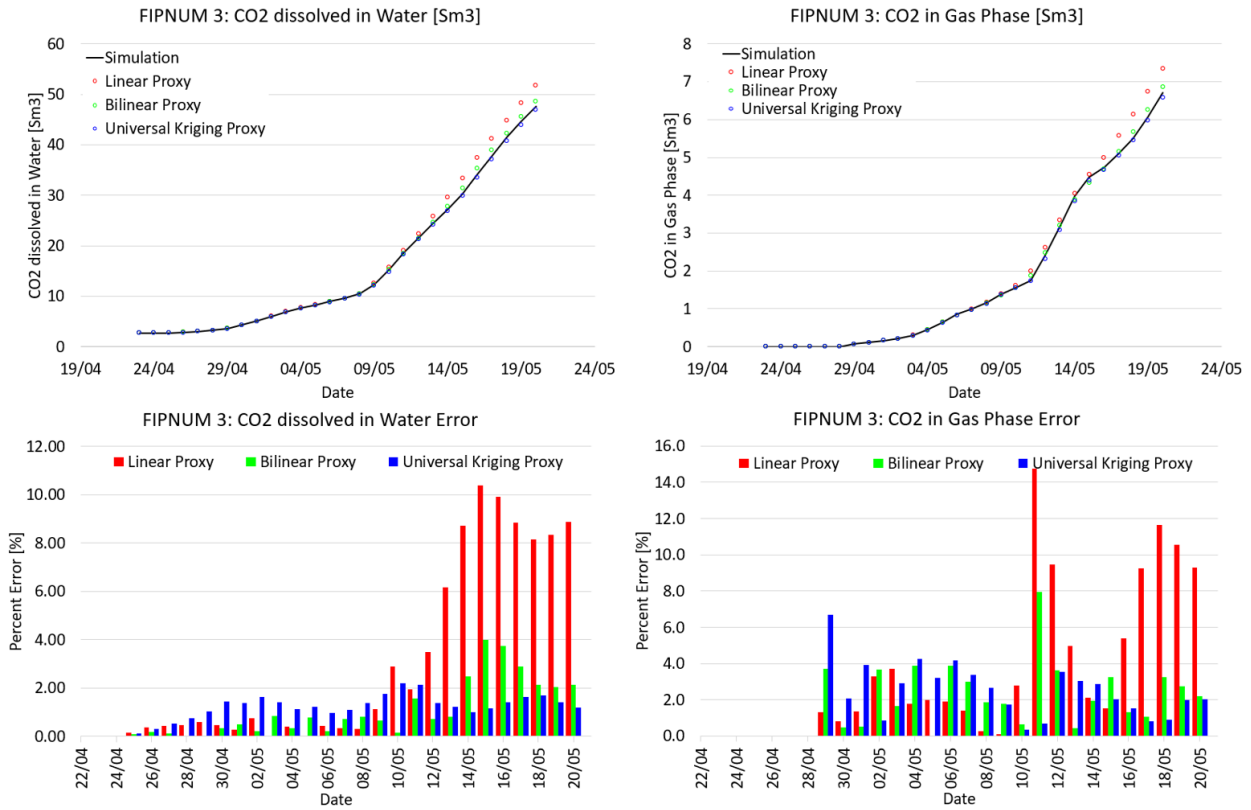 FIPNUM 3: CO2 dissolved in Water [Sm3]
60
50
40
30
20
10
0
CO2 dissolved in Water [Sm3]
Simulation
Linear Proxy
Bilinear Proxy
Universal Kriging Proxy
19/04 24/04 29/04 04/05 09/05 14/05 19/05 24/05
Date
FIPNUM 3: CO2 in Gas Phase [Sm3]
8
7
6
5
4
3
2
1
0
CO2 in Gas Phase [Sm3]
Simulation
Linear Proxy
Bilinear Proxy
Universal Kriging Proxy
19/04 24/04 29/04 04/05 09/05 14/05 19/05 24/05
Date
FIPNUM 3: CO2 dissolved in Water Error
12.00
10.00
8.00
6.00
4.00
2.00
0.00
Percent Error [%]
Linear Proxy Bilinear Proxy Universal Kriging Proxy
22/04 24/04 26/04 28/04 30/04 02/05 04/05 06/05 08/05 10/05 12/05 14/05 16/05 18/05 20/05
Date
FIPNUM 3: CO2 in Gas Phase Error
16.0
14.0
12.0
10.0
8.0
6.0
4.0
2.0
0.0
Percent Error [%]
Linear Proxy Bilinear Proxy Universal Kriging Proxy
22/04 24/04 26/04 28/04 30/04 02/05 04/05 06/05 08/05 10/05 12/05 14/05 16/05 18/05 20/05
Date